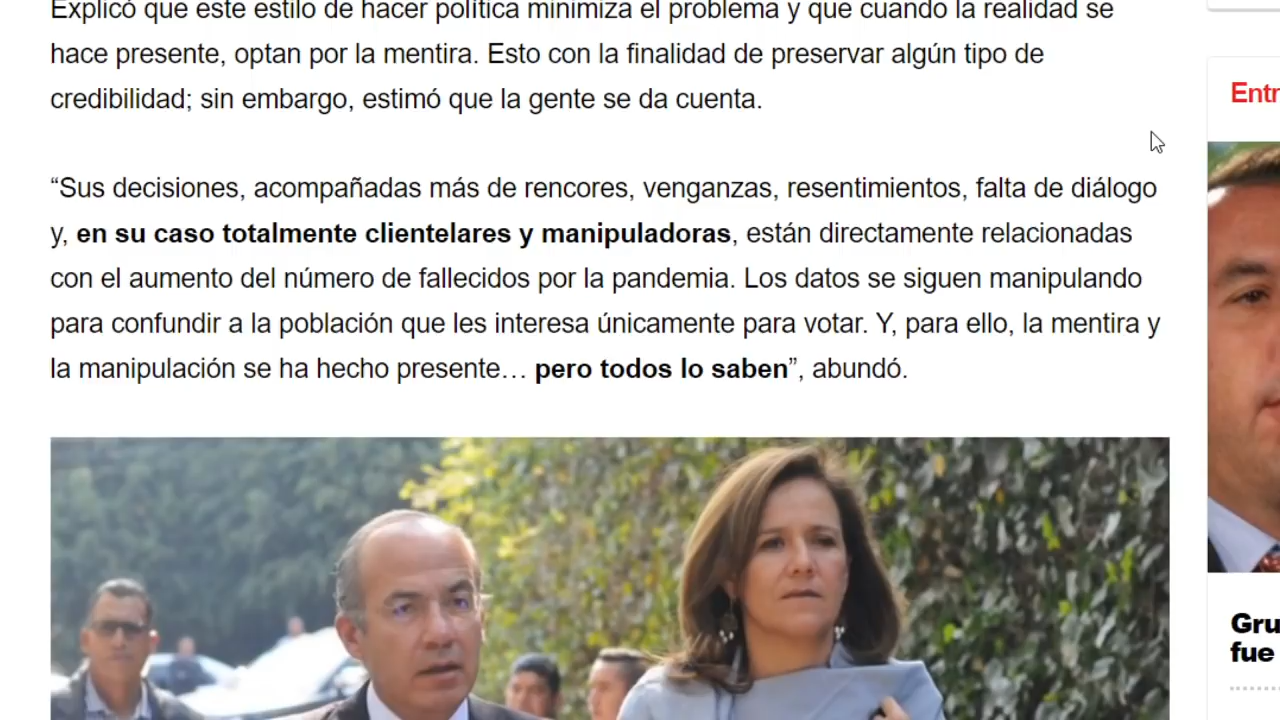 Explicó que este estilo de hacer política minimiza el problema y que cuando la realidad se
hace presente, optan por la mentira. Esto con la finalidad de preservar algún tipo de
credibilidad; sin embargo, estimó que la gente se da cuenta.
“Sus decisiones, acompañadas más de rencores, venganzas, resentimientos, falta de diálogo
y, en su caso totalmente clientelares y manipuladoras, están directamente relacionadas
con el aumento del número de fallecidos por la pandemia. Los datos se siguen manipulando
para confundir a la población que les interesa únicamente para votar. Y, para ello, la mentira y
la manipulación se ha hecho presente… pero todos lo saben”, abundó.
Entr
Gru
fue